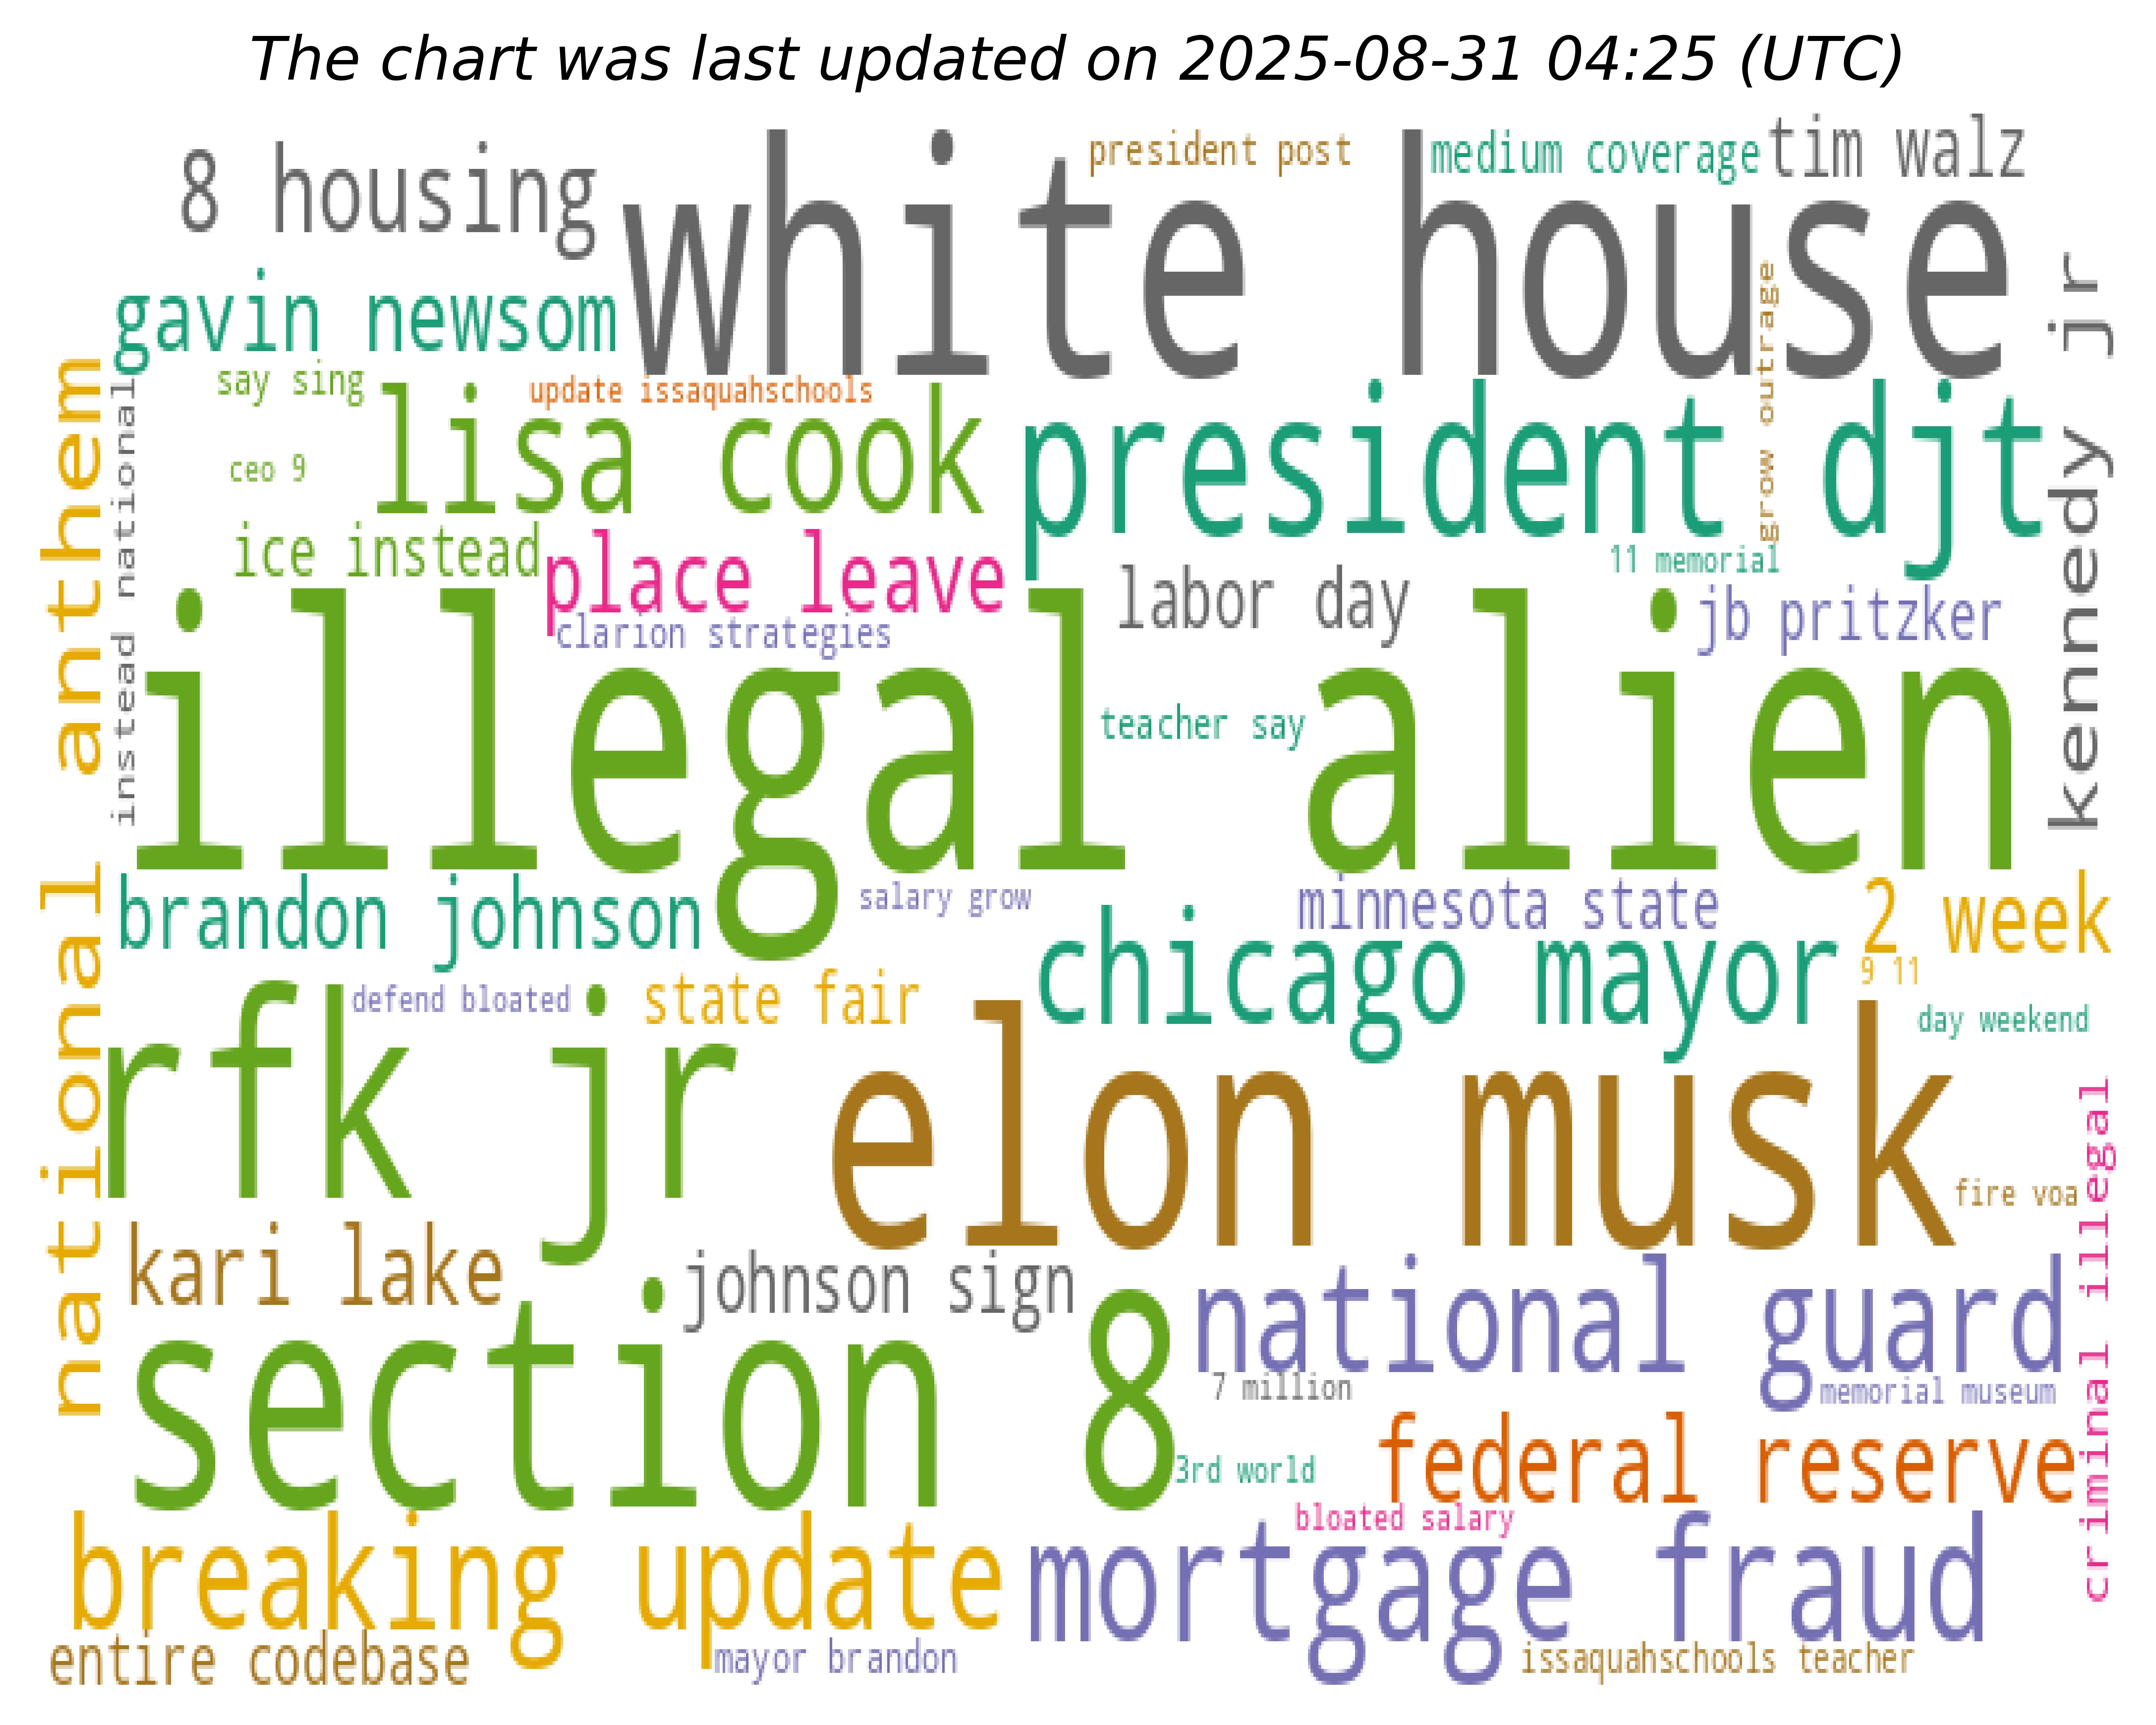 The chart was last updated on 2025-08-31 04:25 (UTC)
president post
medium coverage
tim walz
8 housing
white house
gavin newsom
grow outrage
kennedy jr
say sing
update issaquahschools
lisa cook
president djt
ceo 9
national anthem
instead national
ice instead
place leave
11 memorial
labor day
jb pritzker
clarion strategies
illegal alien
teacher say
brandon johnson
salary grow
minnesota state
2 week
chicago mayor
9 11
defend bloated
state fair
day weekend
rfk jr
elon musk
fire voa
criminal illegal
kari lake
johnson sign
national guard
section 8
7 million
memorial museum
3rd world
federal reserve
bloated salary
breaking update
mortgage fraud
entire codebase
mayor brandon
issaquahschools teacher